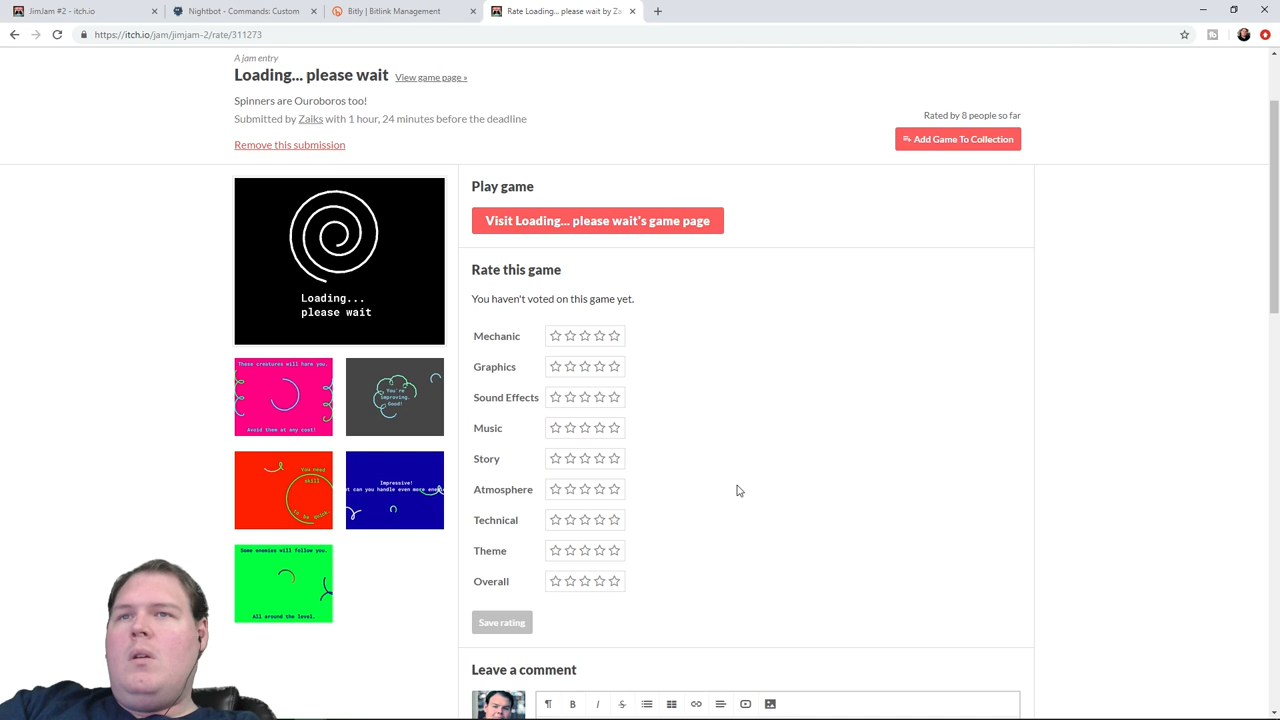 JimJam #2 - itch.io
Nightbot - Commands: Custom
Bitly | Bitlink Management
Rate Loading... please wait by Za
https://itch.io/jam/jimjam-2/rate/311273
A jam entry
Loading... please wait
View game page »
Spinners are Ouroboros too!
Submitted by Zaiks with 1 hour, 24 minutes before the deadline
Rated by 8 people so far
Add Game To Collection
Remove this submission
Loading...
please wait
These creatures will harm you.
Avoid them at any cost!
You're
improving.
Good!
You need
skill
to be quick.
Impressive!
t can you handle even more ene
Some enemies will follow you.
All around the level.
Play game
Visit Loading... please wait's game page
Rate this game
You haven't voted on this game yet.
Mechanic
Graphics
Sound Effects
Music
Story
Atmosphere
Technical
Theme
Overall
Save rating
Leave a comment